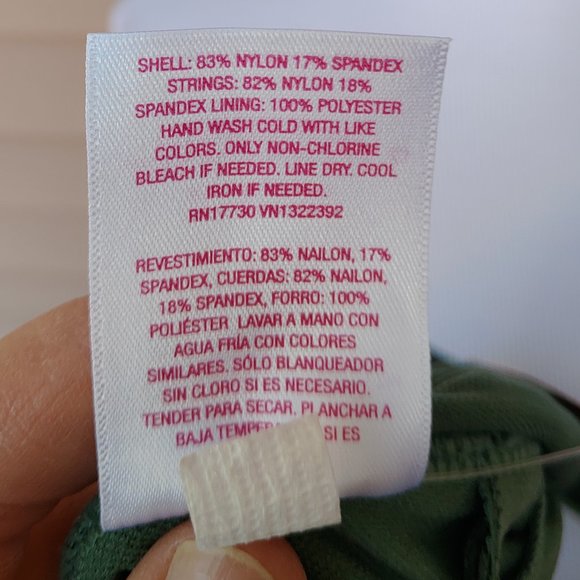 SHELL: 83% NYLON 17% SPANDEX
STRINGS: 82% NYLON 18%
SPANDEX LINING: 100% POLYESTER
HAND WASH COLD WITH LIKE
COLORS. ONLY NON-CHLORINE
BLEACH IF NEEDED. LINE DRY. COOL
IRON IF NEEDED.
RN17730 VN1322392
REVESTIMIENTO: 83% NAILON, 17%
SPANDEX, CUERDAS: 82% NAILON,
18% SPANDEX, FORRO: 100%
POLIÉSTER LAVAR A MANO CON
AGUA FRÍA CON COLORES
SIMILARES. SÓLO BLANQUEADOR
SIN CLORO SI ES NECESARIO.
TENDER PARA SECAR. PLANCHAR A
BAJA SI ES